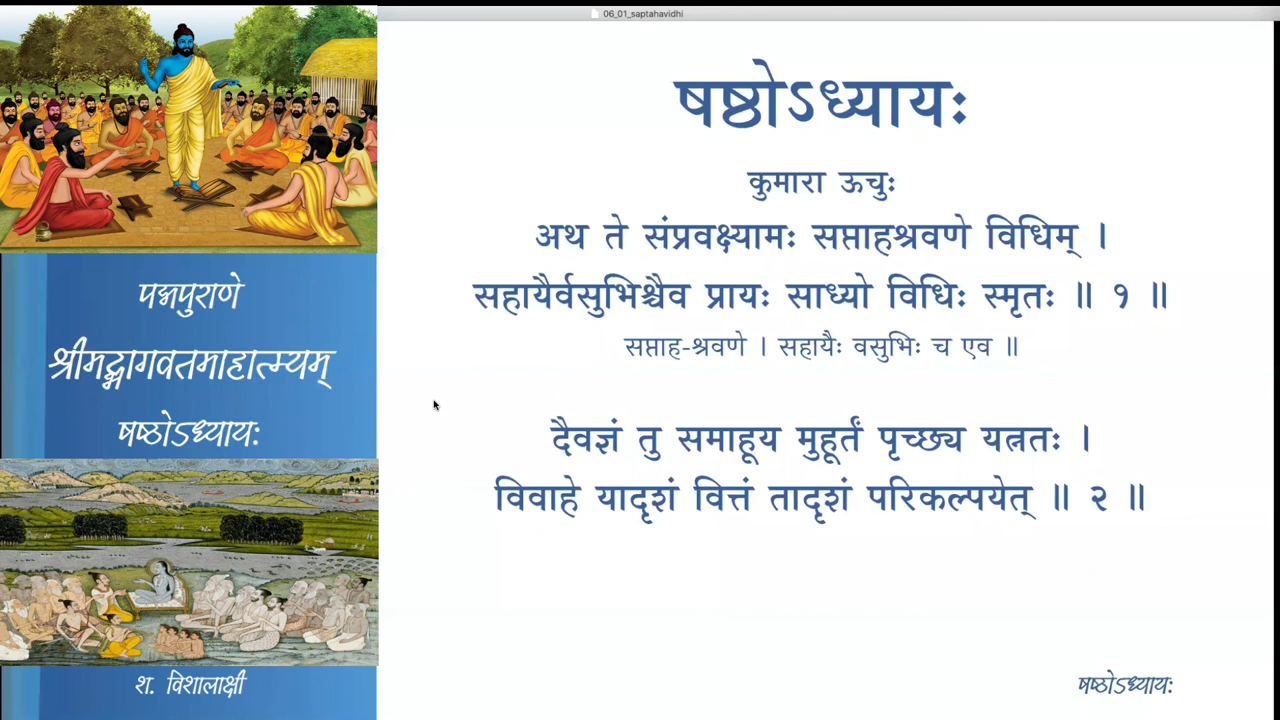 06_01_saptahavidhi
षष्ठोऽध्यायः
कुमारा ऊचुः
अथ ते संप्रवक्ष्यामः सप्ताहश्रवणे विधिम् ।
सहायैर्वसुभिश्चैव प्रायः साध्यो विधिः स्मृतः ॥ १ ॥
सप्ताह-श्रवणे । सहायैः वसुभिः च एव ॥
दैवज्ञं तु समाहूय मुहूर्तं पृच्छ्य यत्नतः ।
विवाहे यादृशं वित्तं तादृशं परिकल्पयेत् ॥ २ ॥
षष्ठोऽध्यायः
पद्मपुराणे
श्रीमद्भागवतमाहात्म्यम्
षष्ठोऽध्यायः
श. विशालाक्षी